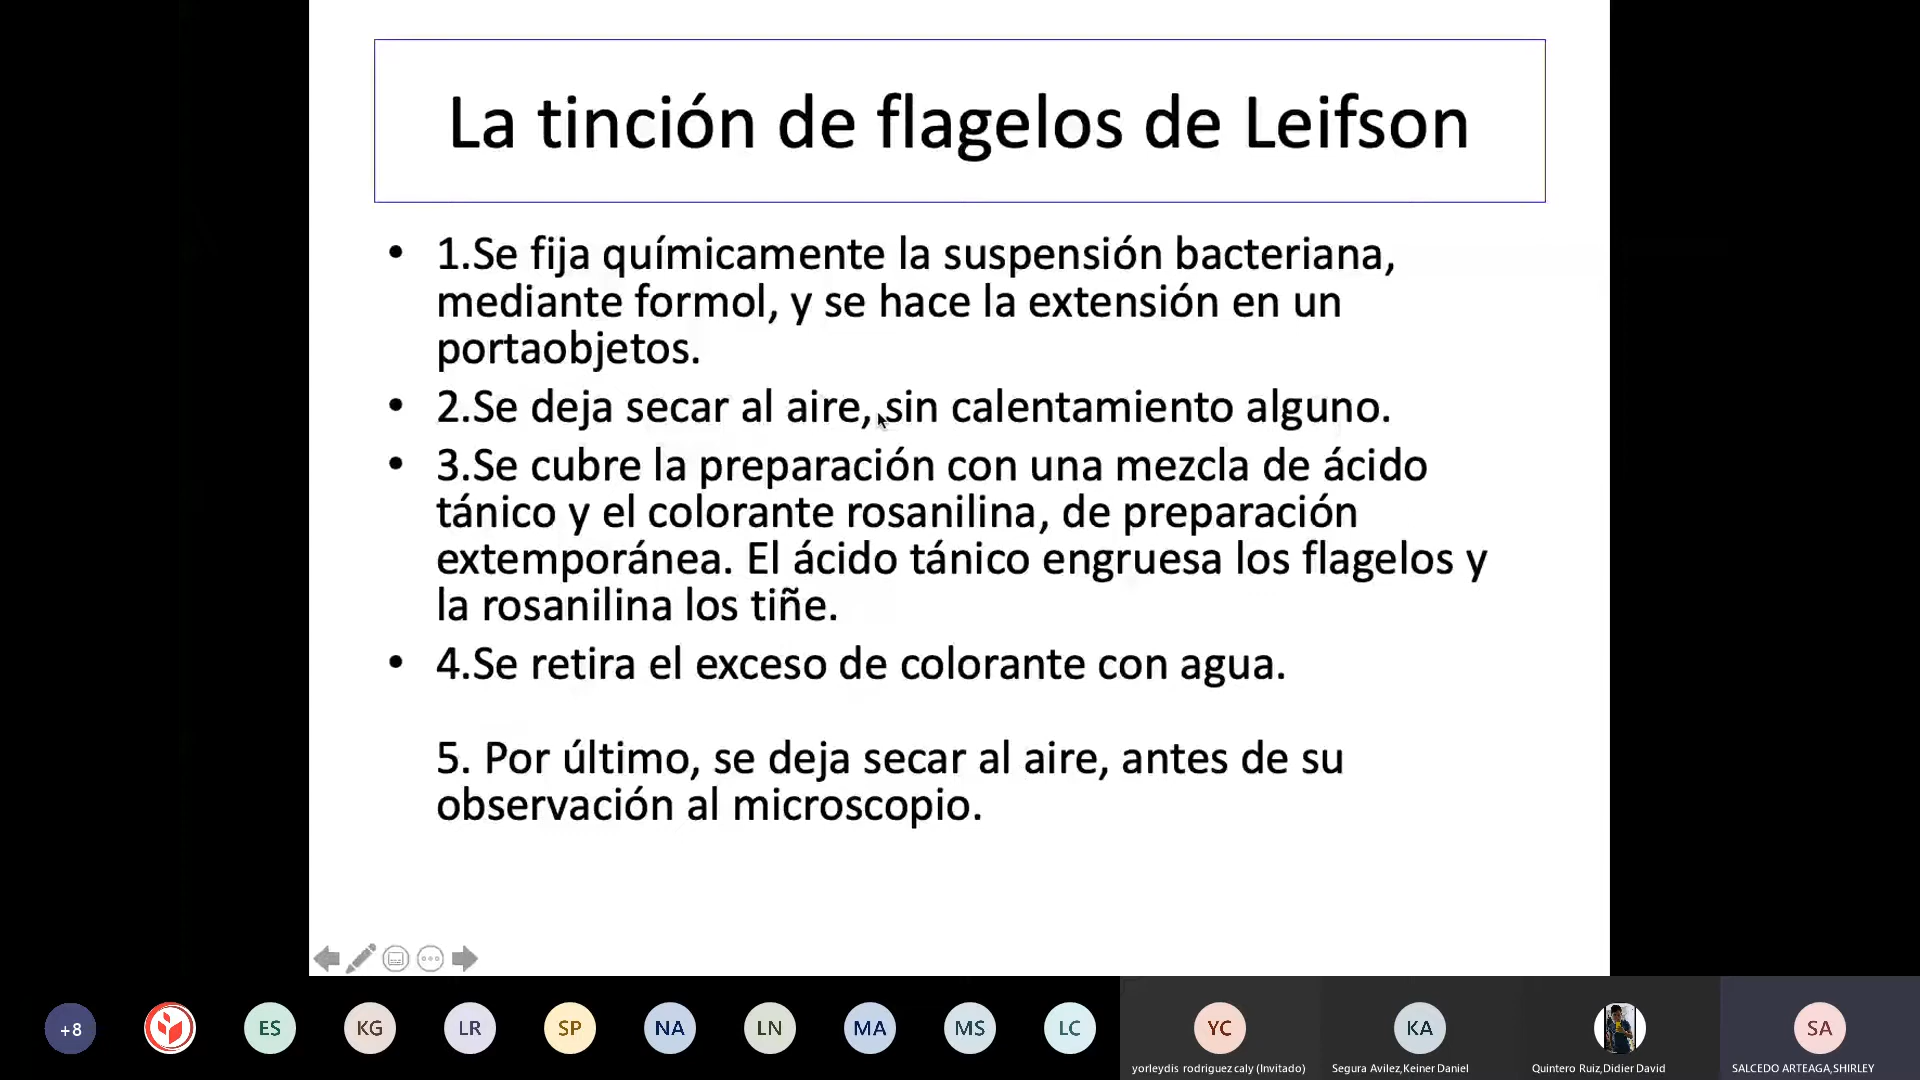 La tinción de flagelos de Leifson
• 1.Se fija químicamente la suspensión bacteriana,
mediante formol, y se hace la extensión en un
portaobjetos.
• 2.Se deja secar al aire, sin calentamiento alguno.
• 3.Se cubre la preparación con una mezcla de ácido
tánico y el colorante rosanilina, de preparación
extemporánea. El ácido tánico engruesa los flagelos y
la rosanilina los tiñe.
• 4.Se retira el exceso de colorante con agua.
5. Por último, se deja secar al aire, antes de su
observación al microscopio.
+8
ES
KG
LR
SP
NA
LN
MA
MS
LC
YC
KA
SA
yorleydis rodriguez caly (Invitado)
Segura Avilez,Keiner Daniel
Quintero Ruiz,Didier David
SALCEDO ARTEAGA,SHIRLEY